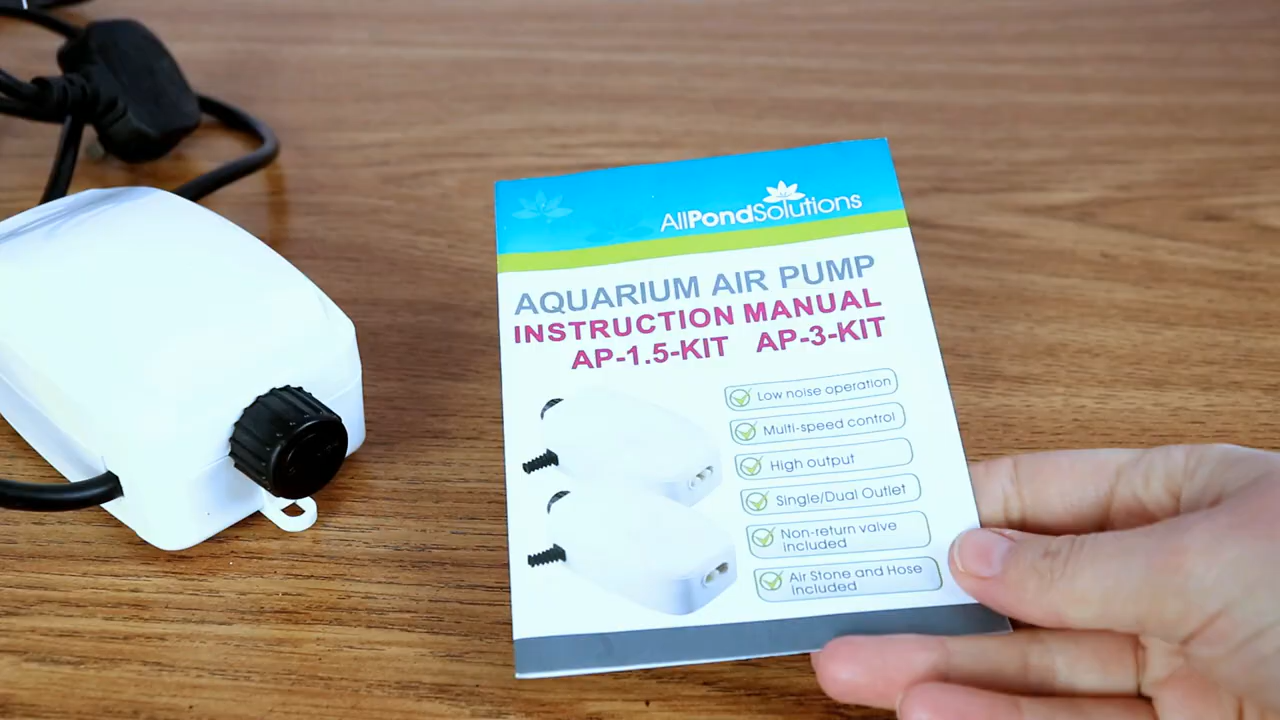 AllPondSolutions
AQUARIUM AIR PUMP
INSTRUCTION MANUAL
AP-1.5-KIT AP-3-KIT
Low noise operation
Multi-speed control
High output
Single/Dual Outlet
Non-return valve
included
Air Stone and Hose
included